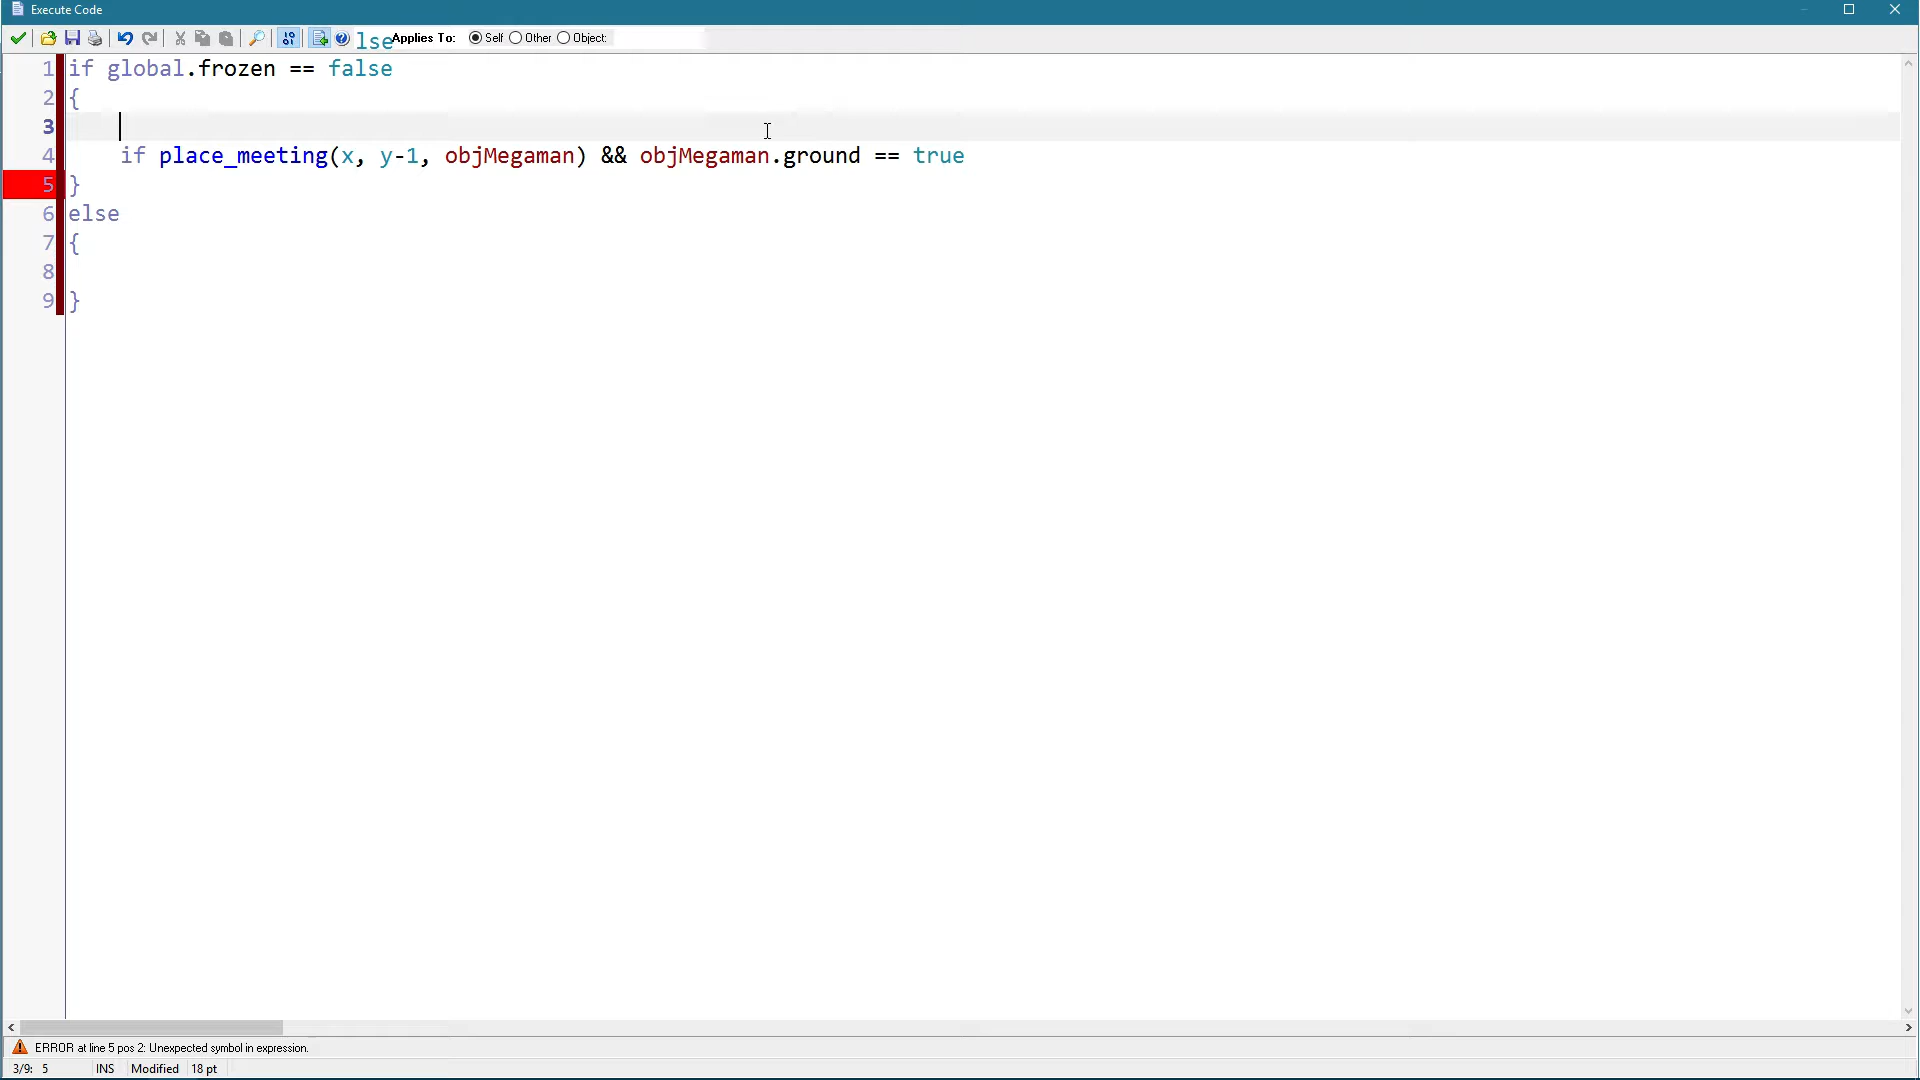 Execute Code
lse Applies To: Self Other Object:
1 if global.frozen == false
2 {
3
4 if place_meeting(x, y-1, objMegaman) && objMegaman.ground == true
5 }
6 else
7 {
8
9 }
ERROR at line 5 pos 2: Unexpected symbol in expression.
3/9: 5 INS Modified 18 pt